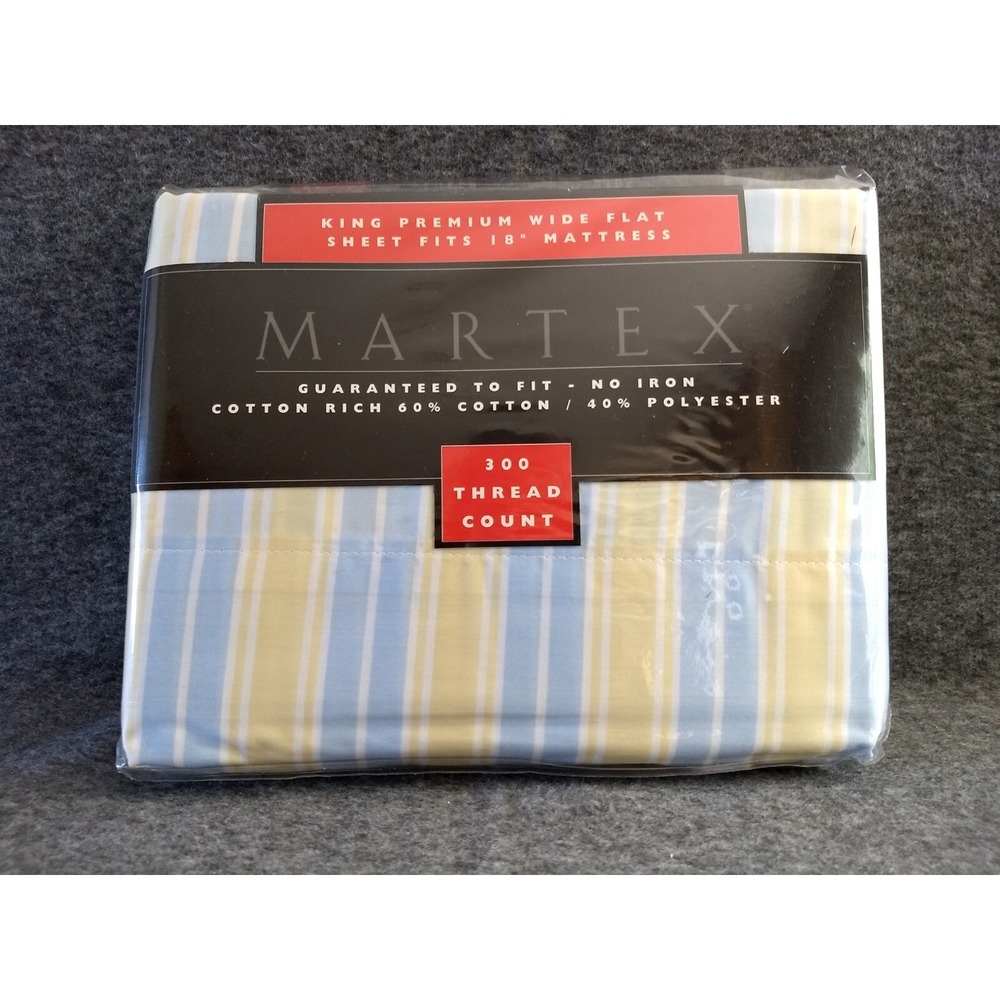 KING PREMIUM WIDE FLAT
SHEET FITS 18" MATTRESS
MARTEX
GUARANTEED TO FIT - NO IRON
COTTON RICH 60% COTTON / 40% POLYESTER
300
THREAD
COUNT